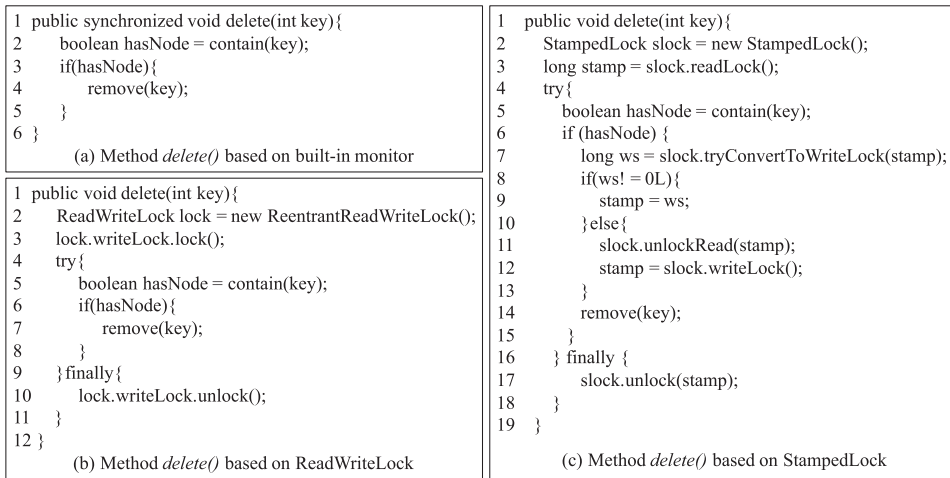 1 public synchronized void delete(int key){
2 boolean hasNode = contain(key);
3 if(hasNode){
4 remove(key);
5 }
6 }
(a) Method delete() based on built-in monitor
1 public void delete(int key){
2 ReadWriteLock lock = new ReentrantReadWriteLock();
3 lock.writeLock.lock();
4 try{
5 boolean hasNode = contain(key);
6 if(hasNode){
7 remove(key);
8 }
9 }finally{
10 lock.writeLock.unlock();
11 }
12 }
(b) Method delete() based on ReadWriteLock
1 public void delete(int key){
2 StampedLock slock = new StampedLock();
3 long stamp = slock.readLock();
4 try{
5 boolean hasNode = contain(key);
6 if (hasNode) {
7 long ws = slock.tryConvertToWriteLock(stamp);
8 if(ws! = 0L){
9 stamp = ws;
10 }else{
11 slock.unlockRead(stamp);
12 stamp = slock.writeLock();
13 }
14 remove(key);
15 }
16 } finally {
17 slock.unlock(stamp);
18 }
19 }
(c) Method delete() based on StampedLock